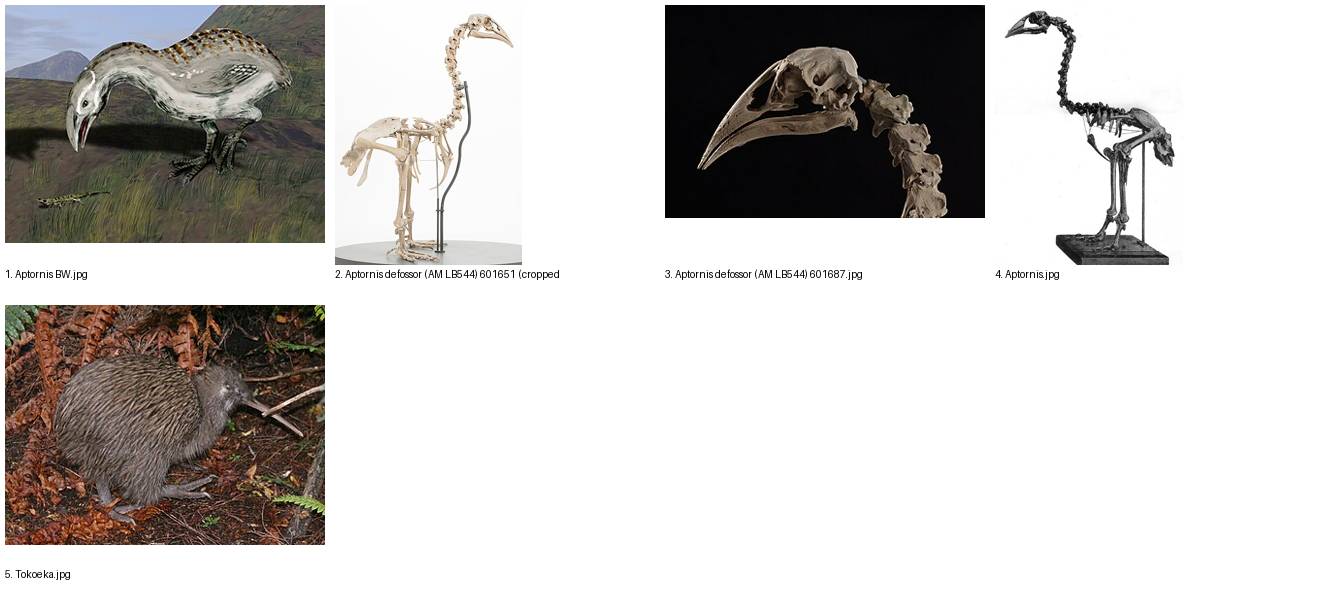 1. Aptornis BW.jpg
2. Aptornis defossor (AM LB544) 601651 (cropped
3. Aptornis defossor (AM LB544) 601687.jpg
4. Aptornis.jpg
5. Tokoeka.jpg